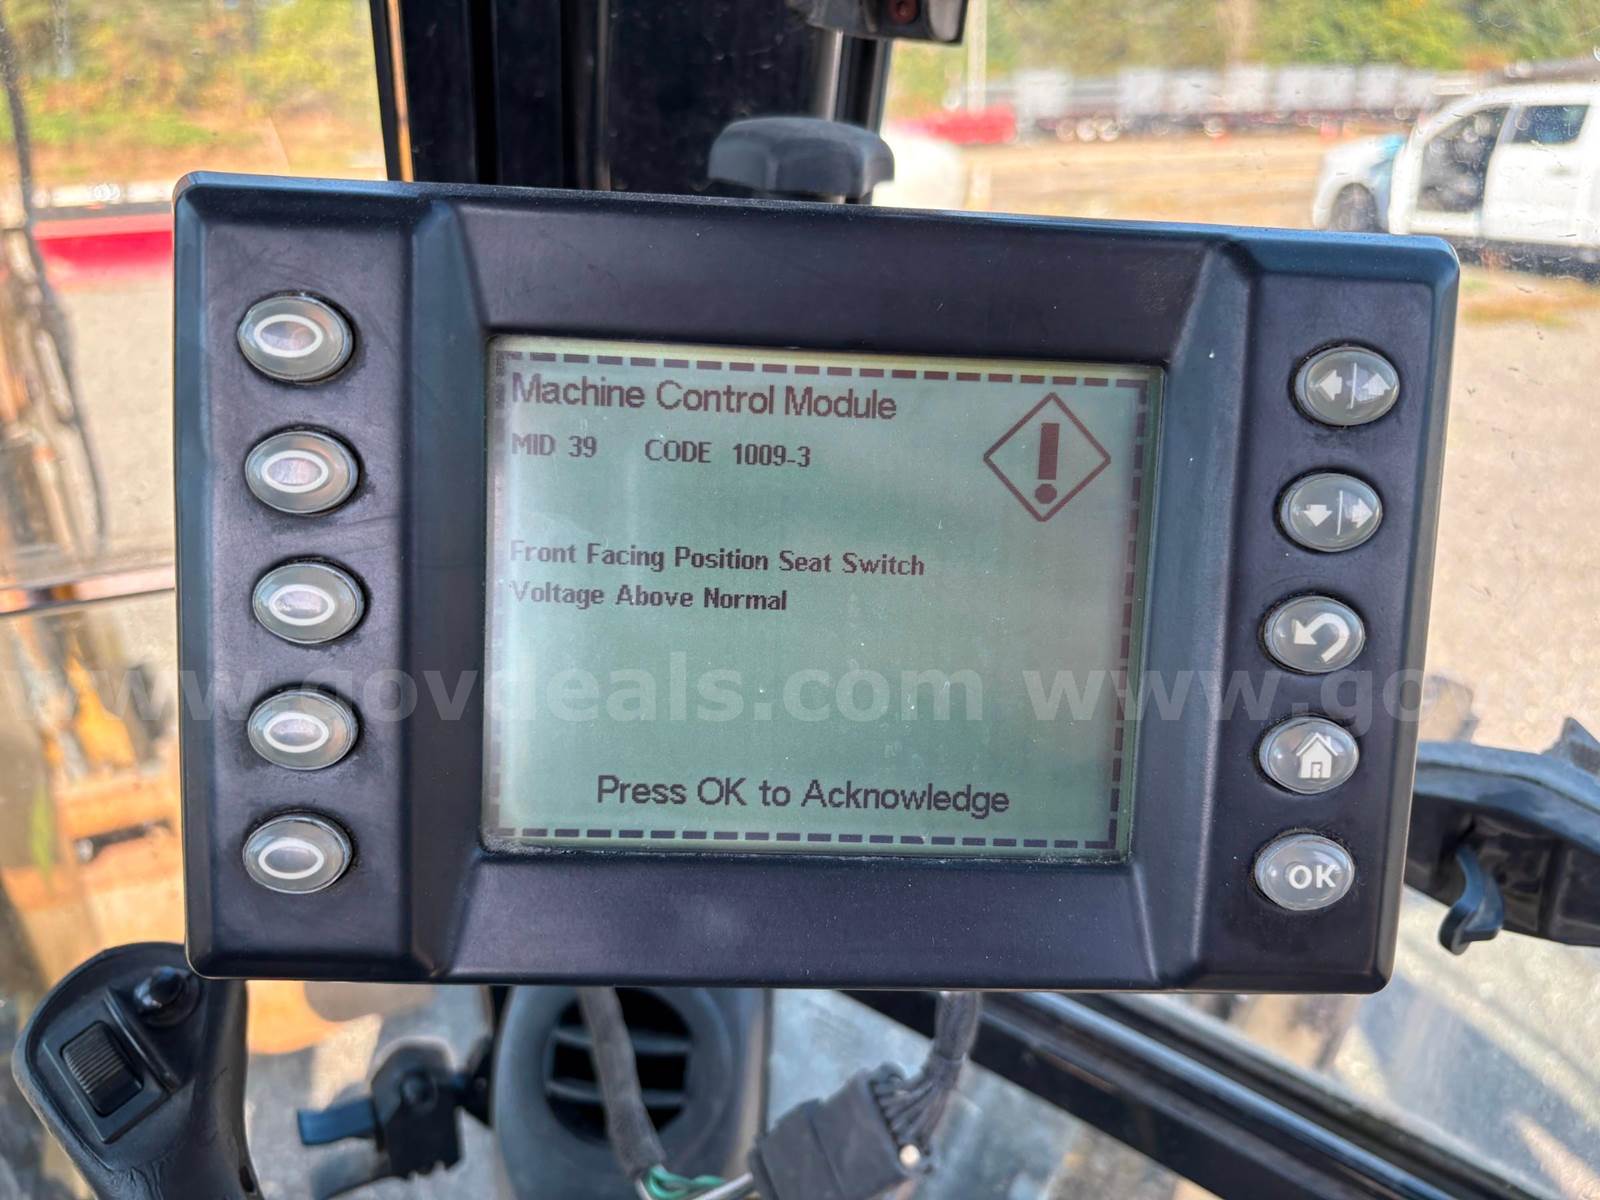 Machine Control Module
MID 39 CODE 1009-3
Front Facing Position Seat Switch
Voltage Above Normal
www.govdeals.com www.go
Press OK to Acknowledge
OK